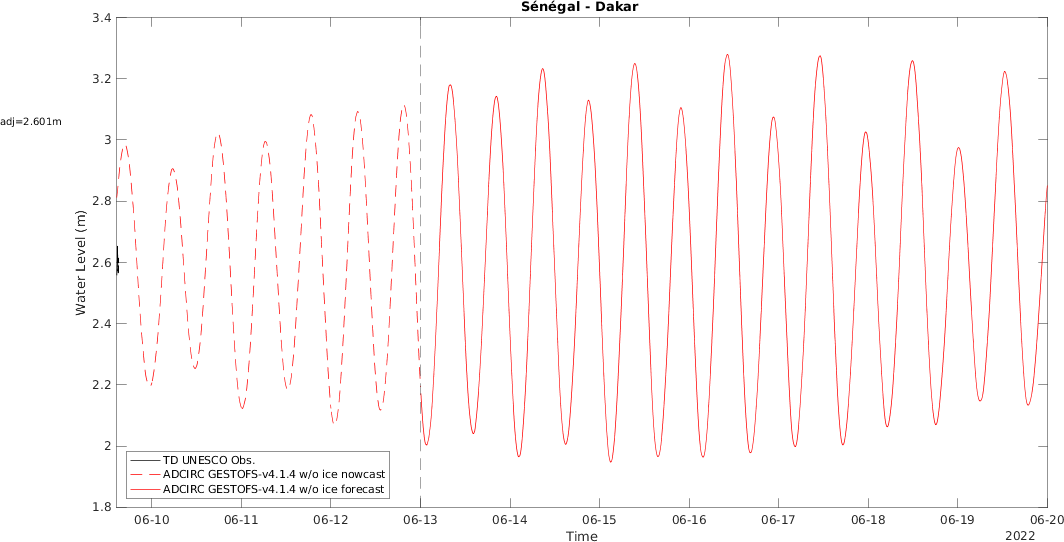 Sénégal - Dakar
adj=2.601m
Water Level (m)
3.4
3.2
3
2.8
2.6
2.4
2.2
2
1.8
TD UNESCO Obs.
ADCIRC GESTOFS-v4.1.4 w/o ice nowcast
ADCIRC GESTOFS-v4.1.4 w/o ice forecast
06-10 06-11 06-12 06-13 06-14 06-15 06-16 06-17 06-18 06-19 06-20
Time
2022